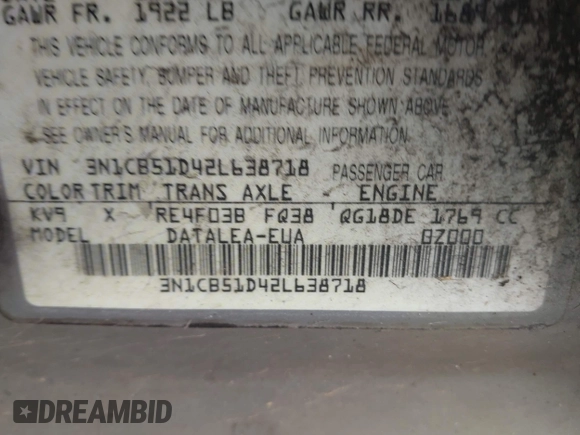 GAWR FR. 1922 LB GAWR RR.
THIS VEHICLE CONFORMS TO ALL APPLICABLE FEDERAL MOTOR
VEHICLE SAFETY, BUMPER AND THEFT PREVENTION STANDARDS
IN EFFECT ON THE DATE OF MANUFACTURE SHOWN ABOVE
SEE OWNER'S MANUAL FOR ADDITIONAL INFORMATION.
VIN 3N1CB51D42L638718 PASSENGER CAR
COLOR TRIM TRANS AXLE ENGINE
KV9 X RE4F03B FQ38 QG18DE 1769 CC
MODEL DATALEA-EUA 0Z000
3N1CB51D42L638718
DREAMBID